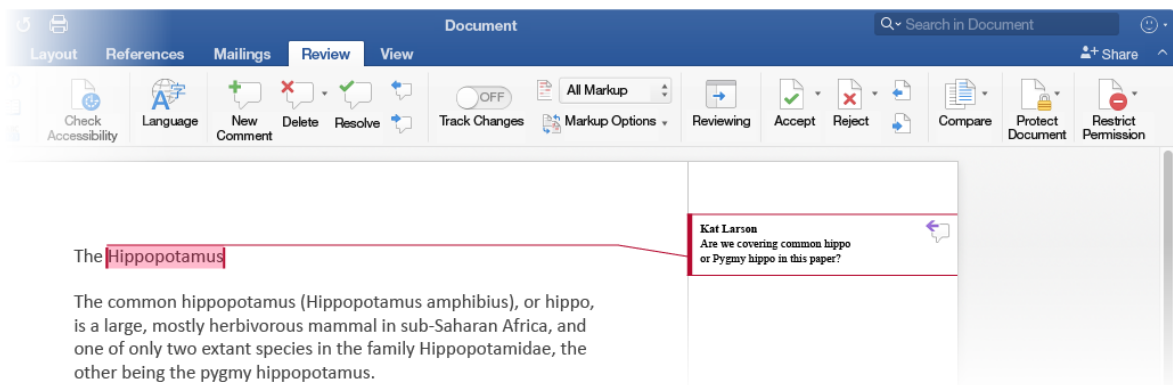 Document
Search in Document
Layout References Mailings Review View
Share
Check Accessibility
Language
New Comment
Delete
Resolve
OFF
Track Changes
All Markup
Markup Options
Reviewing
Accept
Reject
Compare
Protect Document
Restrict Permission
The Hippopotamus
Kat Larson
Are we covering common hippo
or Pygmy hippo in this paper?
The common hippopotamus (Hippopotamus amphibius), or hippo,
is a large, mostly herbivorous mammal in sub-Saharan Africa, and
one of only two extant species in the family Hippopotamidae, the
other being the pygmy hippopotamus.